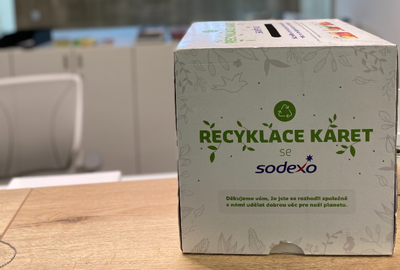 RECYKLACE KARET
se
sodexo
Děkujeme vám, že jste se rozhodli společně
s námi udělat dobrou věc pro naši planetu.